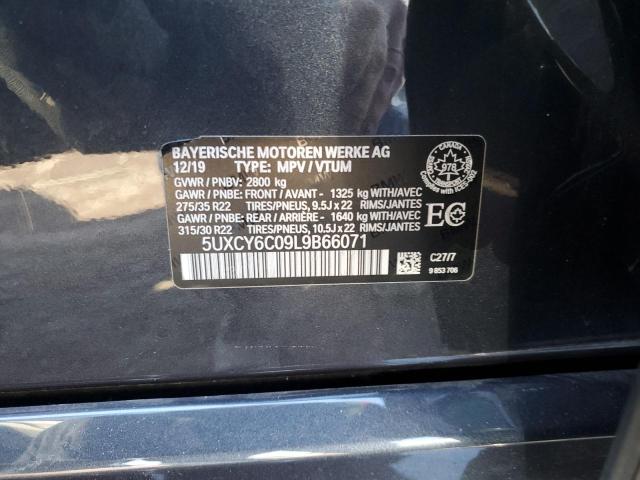 BAYERISCHE MOTOREN WERKE AG
12/19 TYPE: MPV / VTUM
GVWR / PNBV: 2800 kg
GAWR / PNBE: FRONT / AVANT - 1325 kg WITH/AVEC
275/35 R22 TIRES/PNEUS, 9.5J x 22 RIMS/JANTES
GAWR / PNBE: REAR / ARRIÈRE - 1640 kg WITH/AVEC
315/30 R22 TIRES/PNEUS, 10.5J x 22 RIMS/JANTES
5UXCY6C09L9B66071
CANADA
978
EC
C27/7
9 853 706